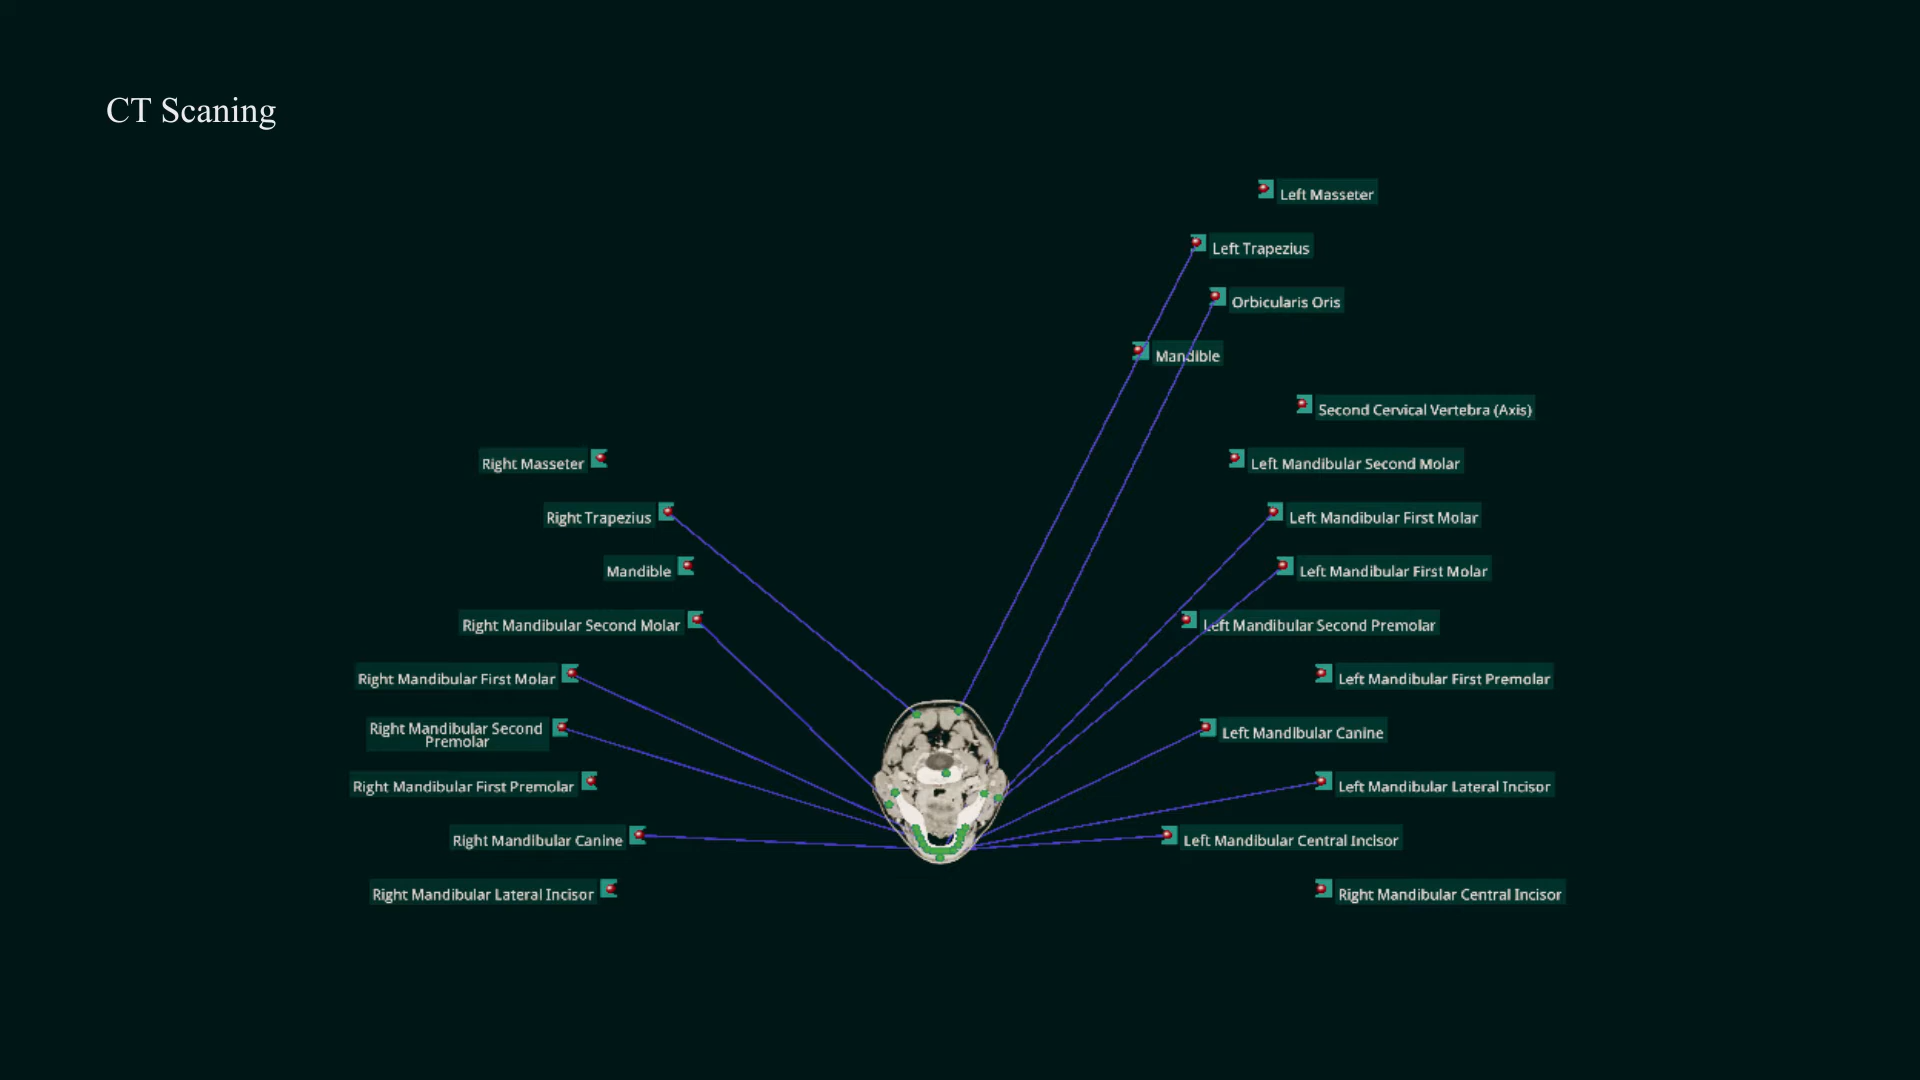 CT Scaning
Left Masseter
Left Trapezius
Orbicularis Oris
Mandible
Second Cervical Vertebra (Axis)
Right Masseter
Left Mandibular Second Molar
Right Trapezius
Left Mandibular First Molar
Mandible
Left Mandibular First Molar
Right Mandibular Second Molar
Left Mandibular Second Premolar
Right Mandibular First Molar
Left Mandibular First Premolar
Right Mandibular Second
Premolar
Left Mandibular Canine
Right Mandibular First Premolar
Left Mandibular Lateral Incisor
Right Mandibular Canine
Left Mandibular Central Incisor
Right Mandibular Lateral Incisor
Right Mandibular Central Incisor